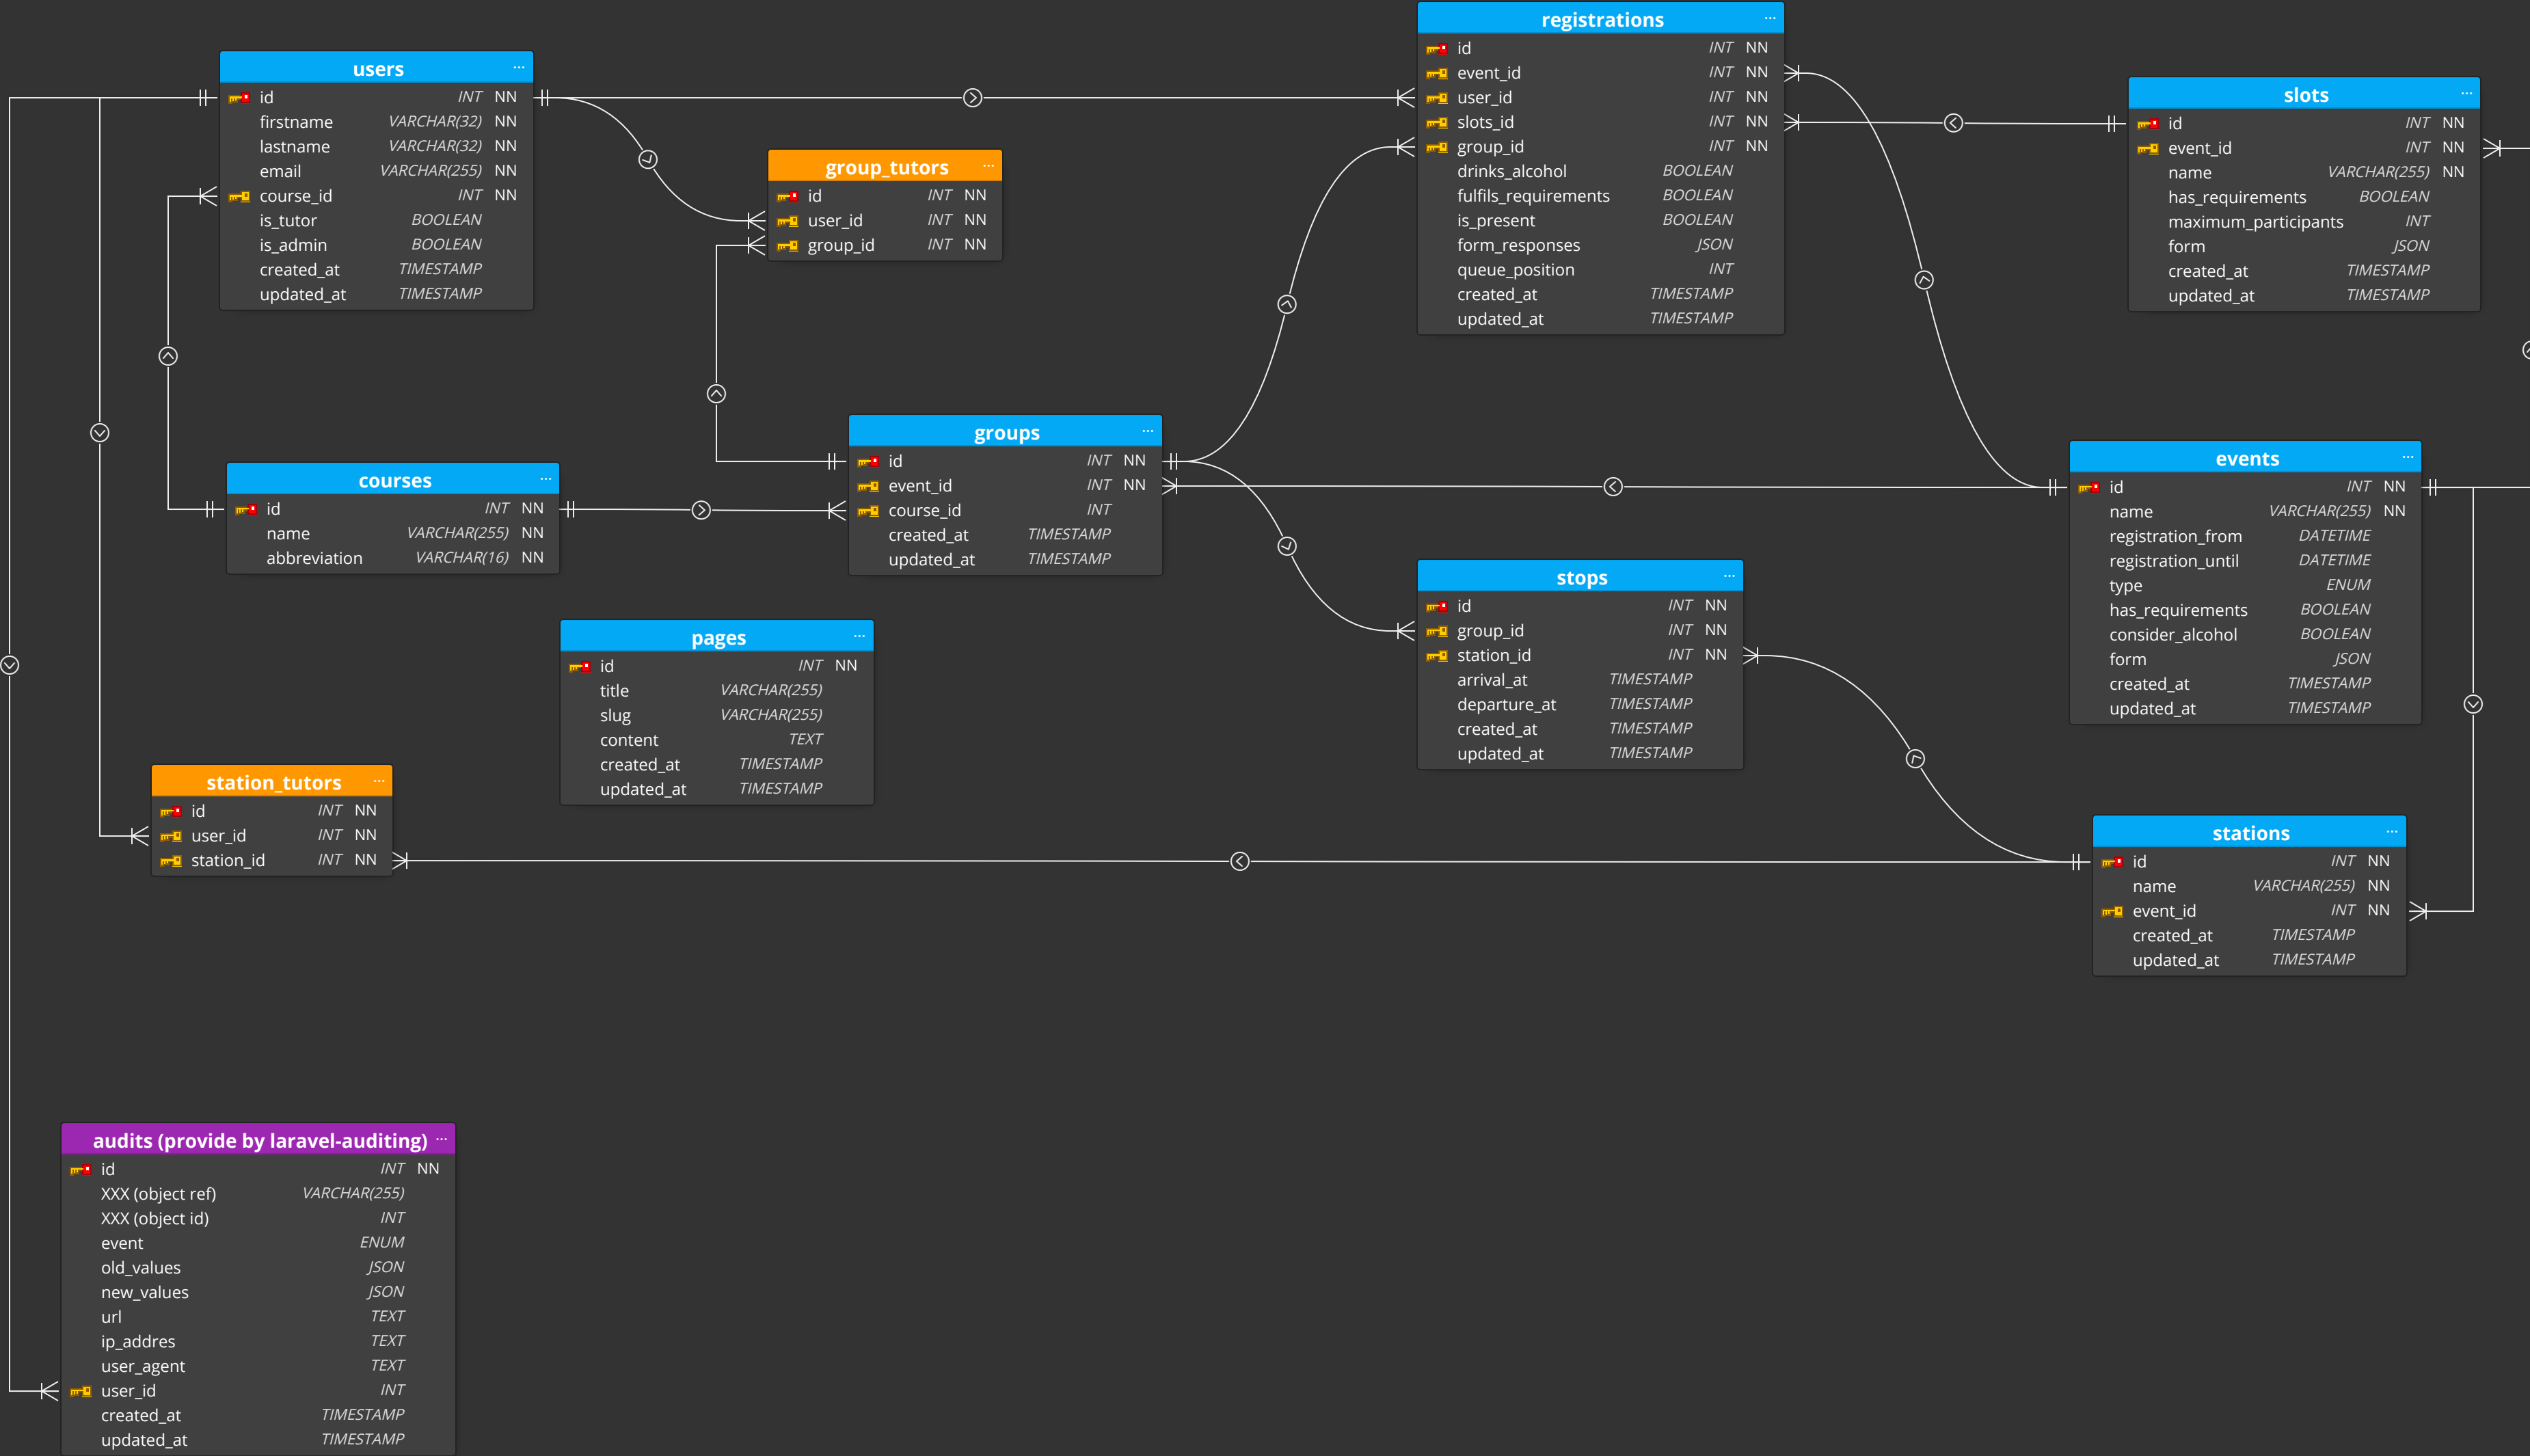 users ...
id INT NN
firstname VARCHAR(32) NN
lastname VARCHAR(32) NN
email VARCHAR(255) NN
course_id INT NN
is_tutor BOOLEAN
is_admin BOOLEAN
created_at TIMESTAMP
updated_at TIMESTAMP
group_tutors ...
id INT NN
user_id INT NN
group_id INT NN
registrations ...
id INT NN
event_id INT NN
user_id INT NN
slots_id INT NN
group_id INT NN
drinks_alcohol BOOLEAN
fulfils_requirements BOOLEAN
is_present BOOLEAN
form_responses JSON
queue_position INT
created_at TIMESTAMP
updated_at TIMESTAMP
slots ...
id INT NN
event_id INT NN
name VARCHAR(255) NN
has_requirements BOOLEAN
maximum_participants INT
form JSON
created_at TIMESTAMP
updated_at TIMESTAMP
courses ...
id INT NN
name VARCHAR(255) NN
abbreviation VARCHAR(16) NN
groups ...
id INT NN
event_id INT NN
course_id INT
created_at TIMESTAMP
updated_at TIMESTAMP
events ...
id INT NN
name VARCHAR(255) NN
registration_from DATETIME
registration_until DATETIME
type ENUM
has_requirements BOOLEAN
consider_alcohol BOOLEAN
form JSON
created_at TIMESTAMP
updated_at TIMESTAMP
pages ...
id INT NN
title VARCHAR(255)
slug VARCHAR(255)
content TEXT
created_at TIMESTAMP
updated_at TIMESTAMP
stops ...
id INT NN
group_id INT NN
station_id INT NN
arrival_at TIMESTAMP
departure_at TIMESTAMP
created_at TIMESTAMP
updated_at TIMESTAMP
station_tutors ...
id INT NN
user_id INT NN
station_id INT NN
stations ...
id INT NN
name VARCHAR(255) NN
event_id INT NN
created_at TIMESTAMP
updated_at TIMESTAMP
audits (provide by laravel-auditing) ...
id INT NN
XXX (object ref) VARCHAR(255)
XXX (object id) INT
event ENUM
old_values JSON
new_values JSON
url TEXT
ip_addres TEXT
user_agent TEXT
user_id INT
created_at TIMESTAMP
updated_at TIMESTAMP